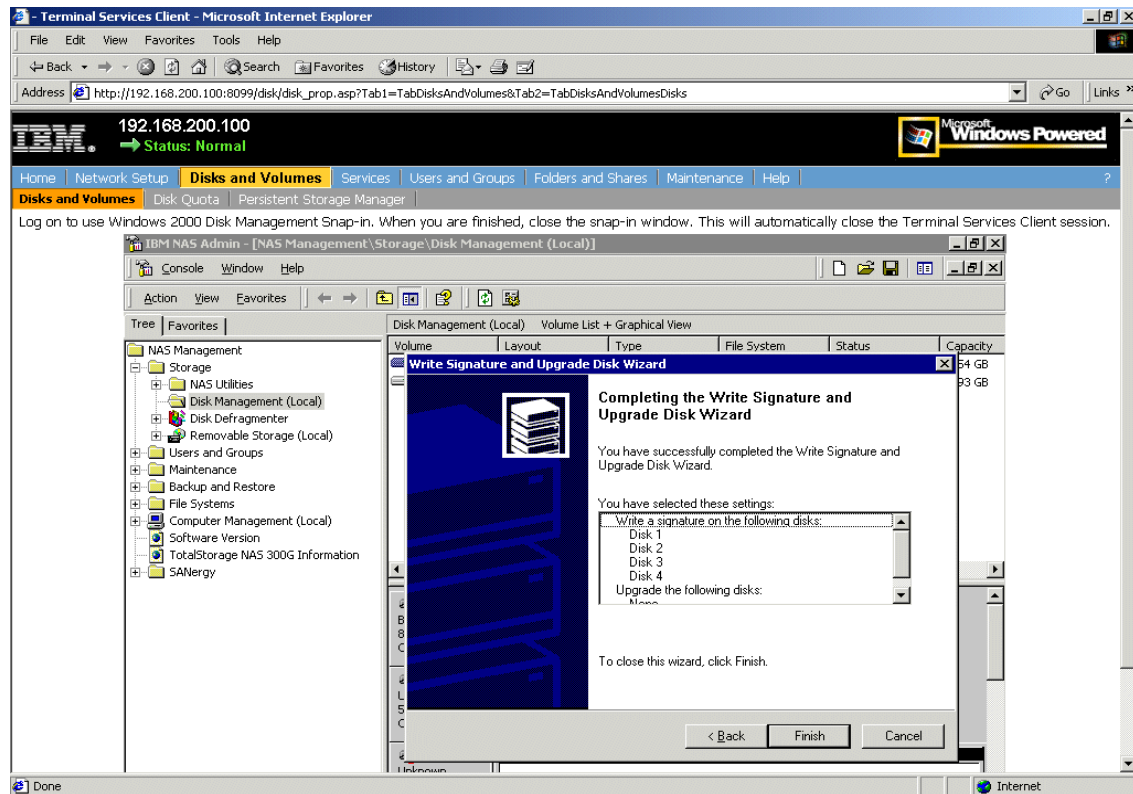 - Terminal Services Client - Microsoft Internet Explorer
File Edit View Favorites Tools Help
Back Search Favorites History
Address http://192.168.200.100:8099/disk/disk_prop.asp?Tab1=TabDisksAndVolumes&Tab2=TabDisksAndVolumesDisks Go Links »
IBM. 192.168.200.100 Microsoft Windows Powered
Status: Normal
Home Network Setup Disks and Volumes Services Users and Groups Folders and Shares Maintenance Help ?
Disks and Volumes Disk Quota Persistent Storage Manager
Log on to use Windows 2000 Disk Management Snap-in. When you are finished, close the snap-in window. This will automatically close the Terminal Services Client session.
IBM NAS Admin - [NAS Management\Storage\Disk Management (Local)]
Console Window Help
Action View Favorites
Tree Favorites
Disk Management (Local) Volume List + Graphical View
Volume Layout Type File System Status Capacity
54 GB
93 GB
NAS Management
Storage
NAS Utilities
Disk Management (Local)
Disk Defragmenter
Removable Storage (Local)
Users and Groups
Maintenance
Backup and Restore
File Systems
Computer Management (Local)
Software Version
TotalStorage NAS 300G Information
SANergy
Write Signature and Upgrade Disk Wizard
Completing the Write Signature and
Upgrade Disk Wizard
You have successfully completed the Write Signature and
Upgrade Disk Wizard.
You have selected these settings:
Write a signature on the following disks:
Disk 1
Disk 2
Disk 3
Disk 4
Upgrade the following disks:
None
To close this wizard, click Finish.
< Back Finish Cancel
Unknown
Done Internet